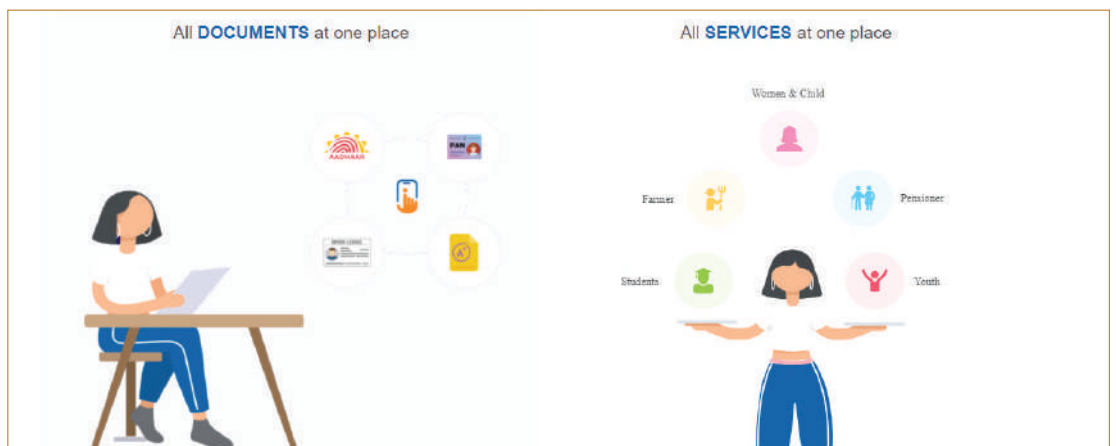 All DOCUMENTS at one place
AADHAAR
PAN
All SERVICES at one place
Women & Child
Farmer
Pensioner
Students
Youth